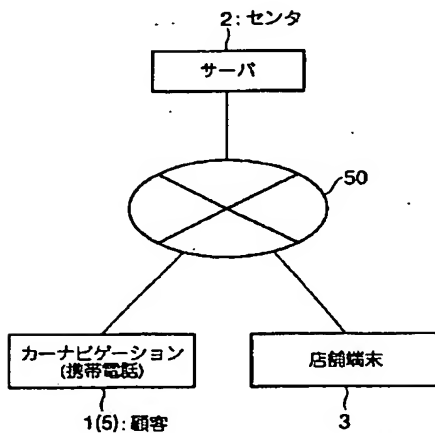 2：センタ
サーバ
50
カーナビゲーション
(携帯電話)
店舗端末
1(5)：顧客
3